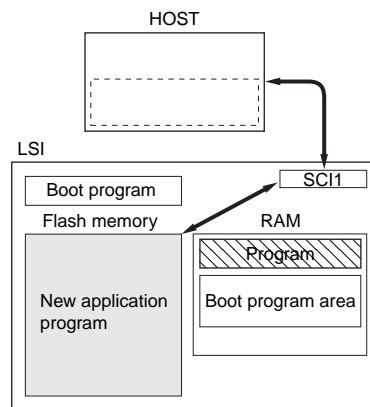 HOST
LSI
SCI1
Boot program
Flash memory
RAM
Program
New application
program
Boot program area